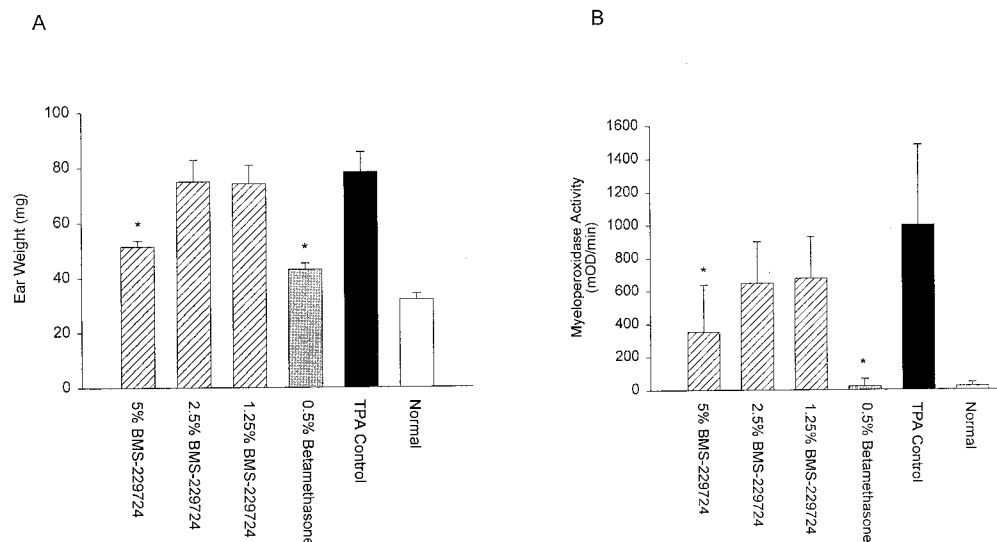 A
B
100
80
60
40
20
0
Ear Weight (mg)
*
*
5% BMS-229724
2.5% BMS-229724
1.25% BMS-229724
0.5% Betamethasone
TPA Control
Normal
1600
1400
1200
1000
800
600
400
200
0
Myeloperoxidase Activity
(mOD/min)
*
*
5% BMS-229724
2.5% BMS-229724
1.25% BMS-229724
0.5% Betamethasone
TPA Control
Normal